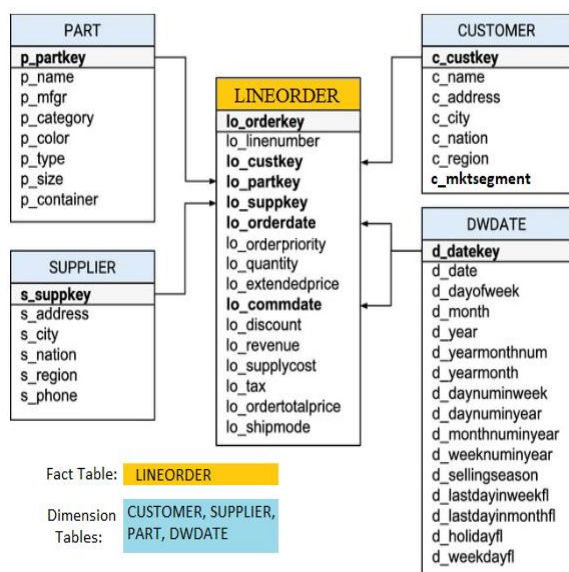 PART
p_partkey
p_name
p_mfgr
p_category
p_color
p_type
p_size
p_container
SUPPLIER
s_suppkey
s_address
s_city
s_nation
s_region
s_phone
LINEORDER
lo_orderkey
lo_linenumber
lo_custkey
lo_partkey
lo_suppkey
lo_orderdate
lo_orderpriority
lo_quantity
lo_extendedprice
lo_commdate
lo_discount
lo_revenue
lo_supplycost
lo_tax
lo_ordertotalprice
lo_shipmode
CUSTOMER
c_custkey
c_name
c_address
c_city
c_nation
c_region
c_mktsegment
DWDATE
d_datekey
d_date
d_dayofweek
d_month
d_year
d_yearmonthnum
d_yearmonth
d_daynuminweek
d_daynuminyear
d_monthnuminyear
d_weeknuminyear
d_sellingseason
d_lastdayinweekfl
d_lastdayinmonthfl
d_holidayfl
d_weekdayfl
Fact Table: LINEORDER
Dimension Tables: CUSTOMER, SUPPLIER,
PART, DWDATE